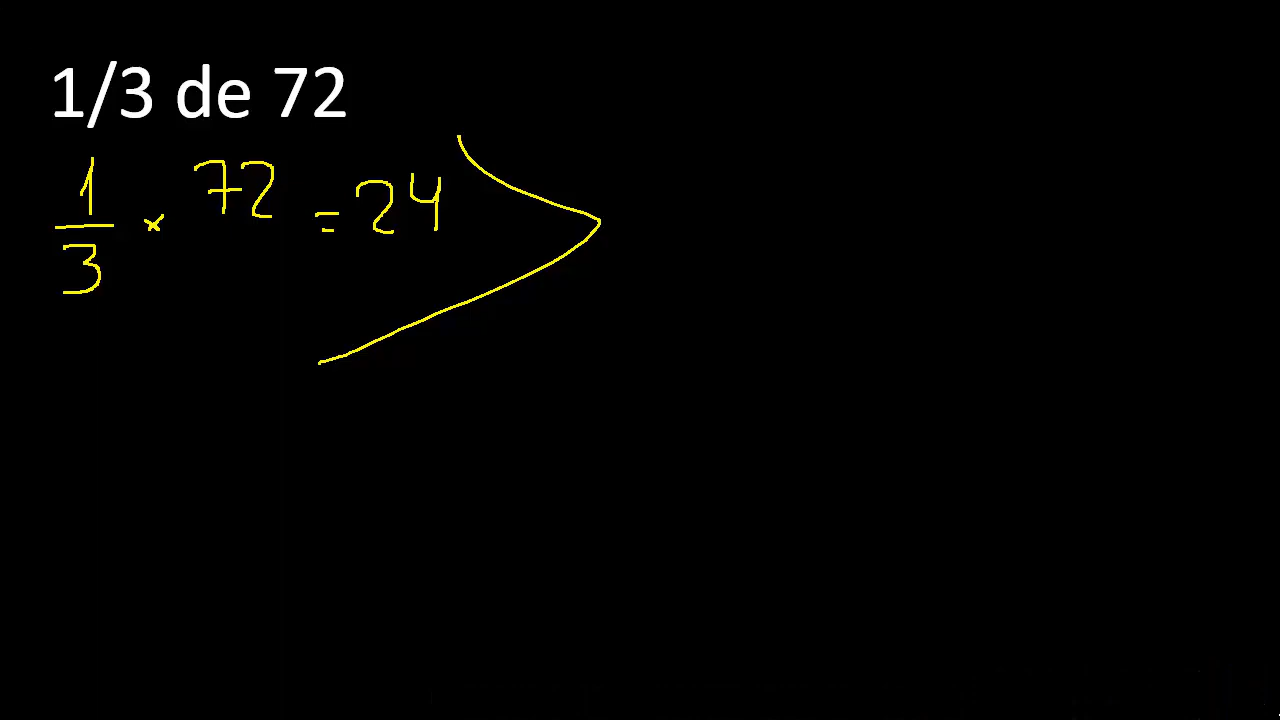 1/3 de 72
1/3 × 72 = 24